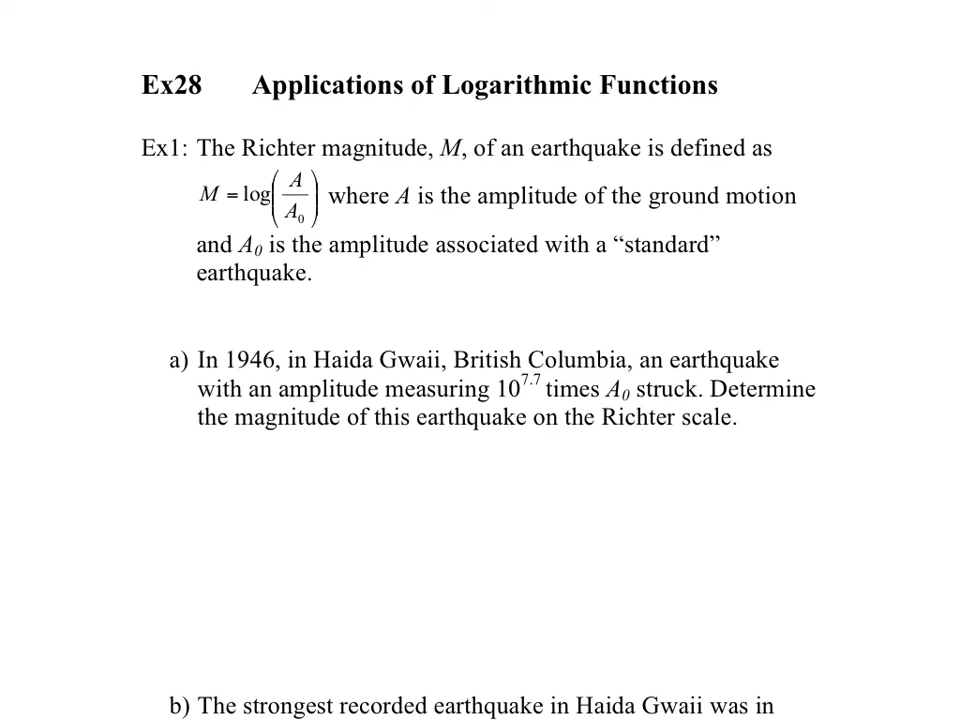 Ex28 Applications of Logarithmic Functions
Ex1: The Richter magnitude, M, of an earthquake is defined as
M = log(A/A₀) where A is the amplitude of the ground motion
and A₀ is the amplitude associated with a “standard”
earthquake.
a) In 1946, in Haida Gwaii, British Columbia, an earthquake
with an amplitude measuring 10^7.7 times A₀ struck. Determine
the magnitude of this earthquake on the Richter scale.
b) The strongest recorded earthquake in Haida Gwaii was in